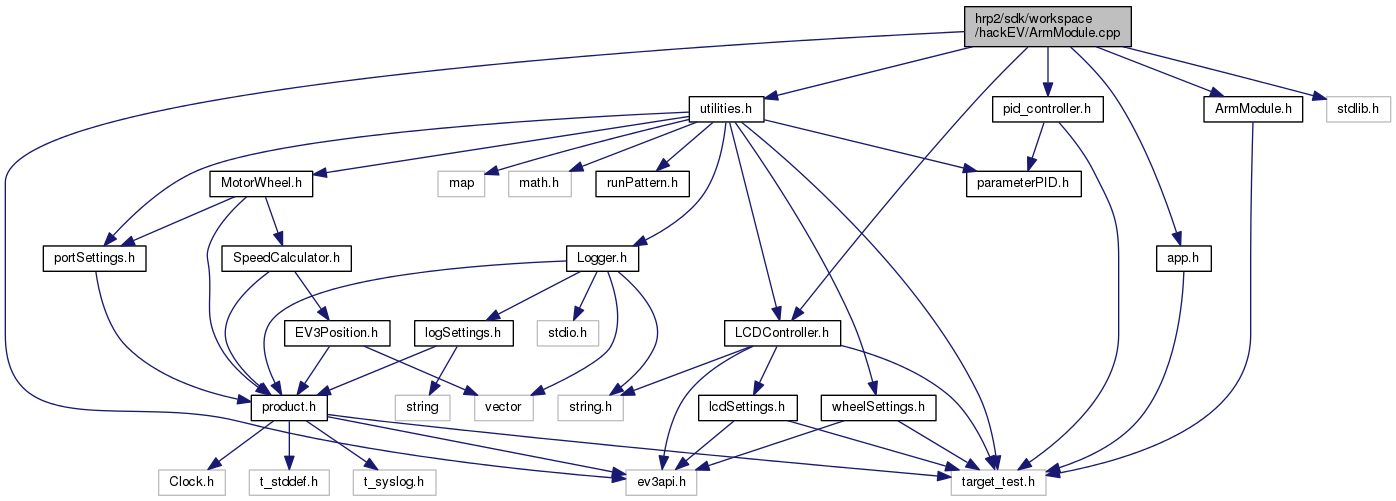 hrp2/sdk/workspace
/hackEV/ArmModule.cpp
utilities.h
pid_controller.h
ArmModule.h
stdlib.h
MotorWheel.h
map
math.h
runPattern.h
parameterPID.h
portSettings.h
SpeedCalculator.h
Logger.h
app.h
EV3Position.h
logSettings.h
stdio.h
LCDController.h
product.h
string
vector
string.h
lcdSettings.h
wheelSettings.h
Clock.h
t_stddef.h
t_syslog.h
ev3api.h
target_test.h